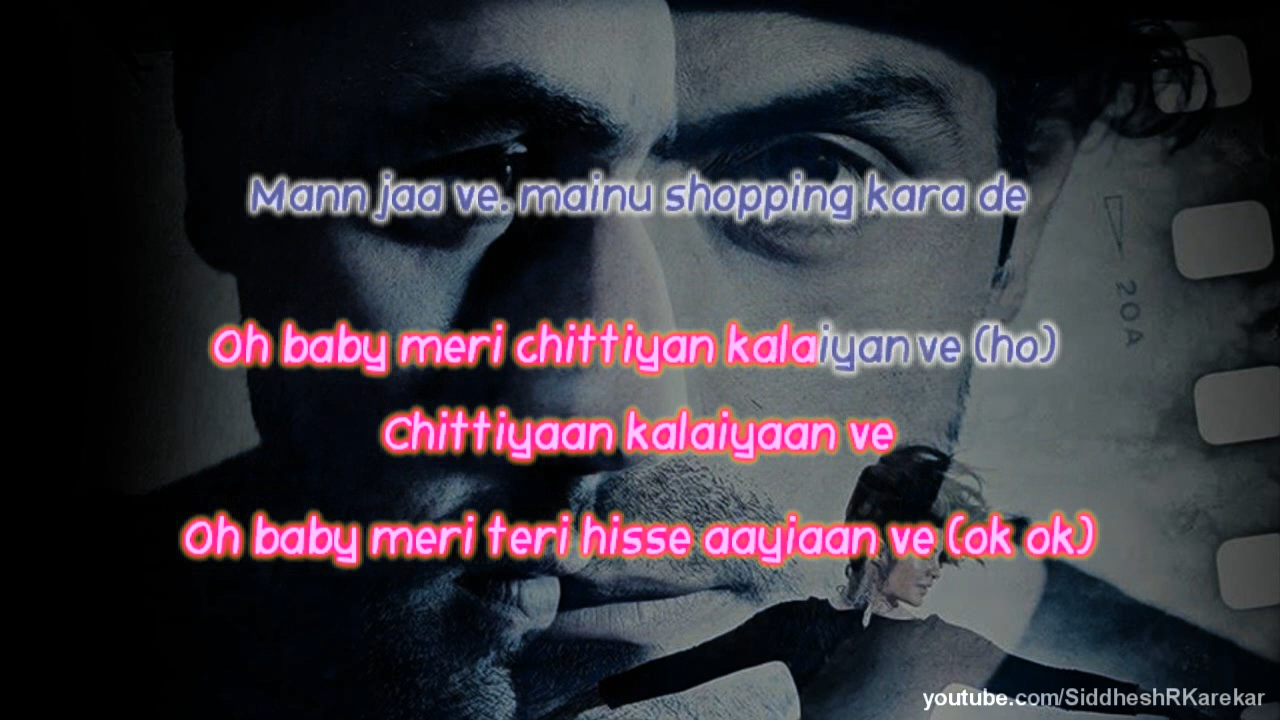 Mann jaa ve. mainu shopping kara de
Oh baby meri chittiyan kalaiyan ve (ho)
Chittiyaan kalaiyaan ve
Oh baby meri teri hisse aayiaan ve (ok ok)
20A
youtube.com/SiddheshRKarekar